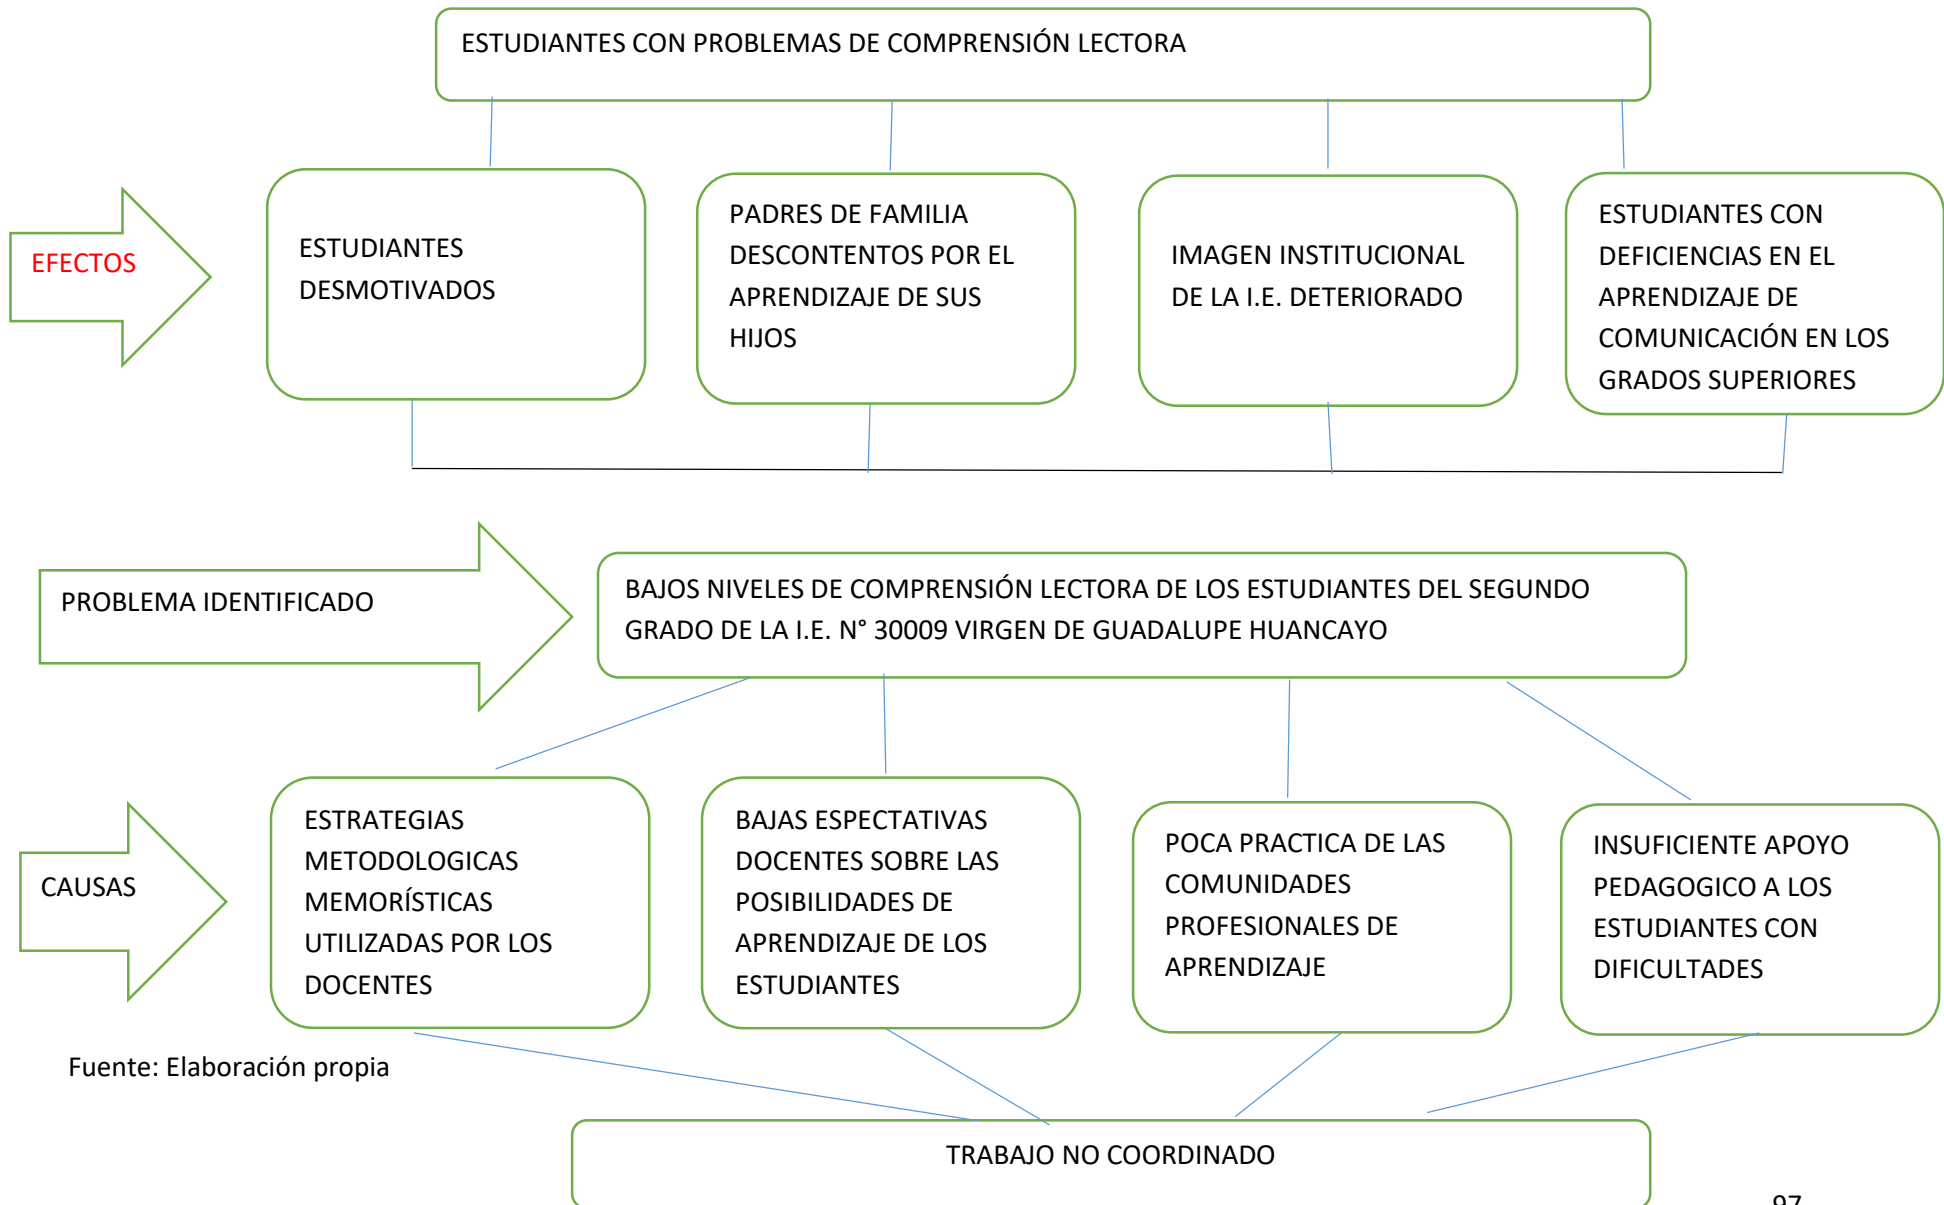 ESTUDIANTES CON PROBLEMAS DE COMPRENSIÓN LECTORA
EFECTOS
ESTUDIANTES
DESMOTIVADOS
PADRES DE FAMILIA
DESCONTENTOS POR EL
APRENDIZAJE DE SUS
HIJOS
IMAGEN INSTITUCIONAL
DE LA I.E. DETERIORADO
ESTUDIANTES CON
DEFICIENCIAS EN EL
APRENDIZAJE DE
COMUNICACIÓN EN LOS
GRADOS SUPERIORES
PROBLEMA IDENTIFICADO
BAJOS NIVELES DE COMPRENSIÓN LECTORA DE LOS ESTUDIANTES DEL SEGUNDO
GRADO DE LA I.E. N° 30009 VIRGEN DE GUADALUPE HUANCAYO
CAUSAS
ESTRATEGIAS
METODOLOGICAS
MEMORÍSTICAS
UTILIZADAS POR LOS
DOCENTES
BAJAS ESPECTATIVAS
DOCENTES SOBRE LAS
POSIBILIDADES DE
APRENDIZAJE DE LOS
ESTUDIANTES
POCA PRACTICA DE LAS
COMUNIDADES
PROFESIONALES DE
APRENDIZAJE
INSUFICIENTE APOYO
PEDAGOGICO A LOS
ESTUDIANTES CON
DIFICULTADES
Fuente: Elaboración propia
TRABAJO NO COORDINADO
97